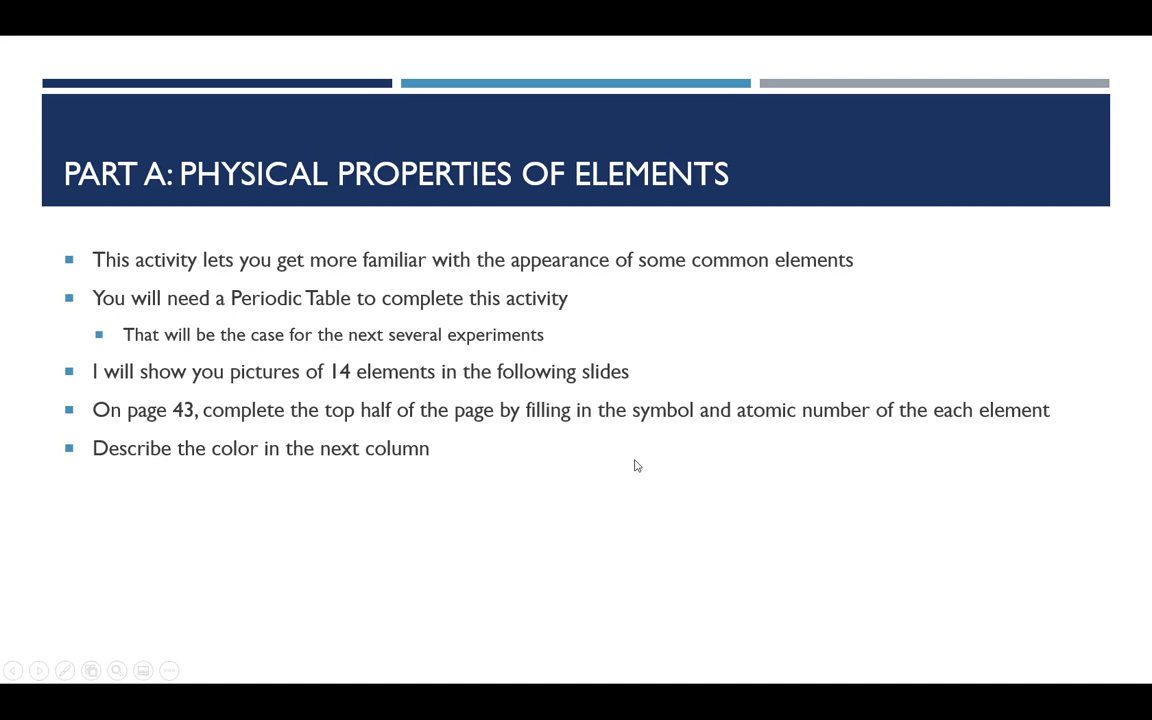 PART A: PHYSICAL PROPERTIES OF ELEMENTS
This activity lets you get more familiar with the appearance of some common elements
You will need a Periodic Table to complete this activity
That will be the case for the next several experiments
I will show you pictures of 14 elements in the following slides
On page 43, complete the top half of the page by filling in the symbol and atomic number of the each element
Describe the color in the next column